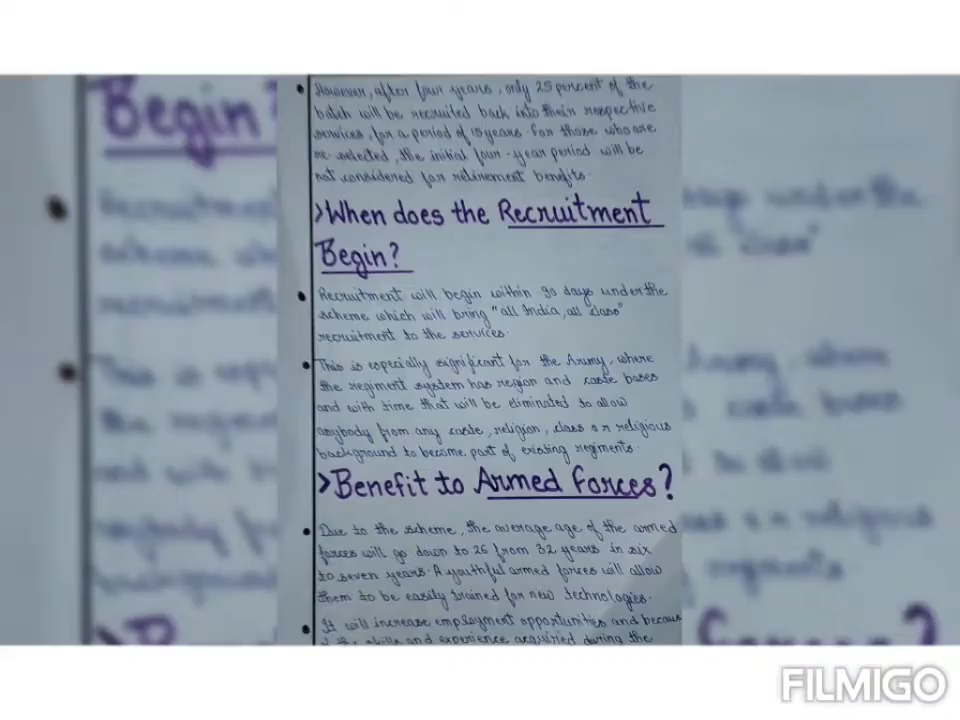 However, after four years, only 25 percent of the
batch will be recruited back into their respective
services, for a period of 15 years. For those who are
re-selected, the initial four-year period will be
not considered for retirement benefits.
>When does the Recruitment
Begin?
Recruitment will begin within 90 days under the
scheme which will bring "all India, all class"
recruitment to the services.
This is especially significant for the Army, where
the regiment system has region and caste bases
and with time that will be eliminated to allow
anybody from any caste, religion, class or religious
background to become part of existing regiments.
>Benefit to Armed Forces?
Due to the scheme, the average age of the armed
forces will go down to 26 from 32 years in six
to seven years. A youthful armed forces will allow
them to be easily trained for new technologies.
It will increase employment opportunities and becaus
skills and experience acquired during the
FILMIGO